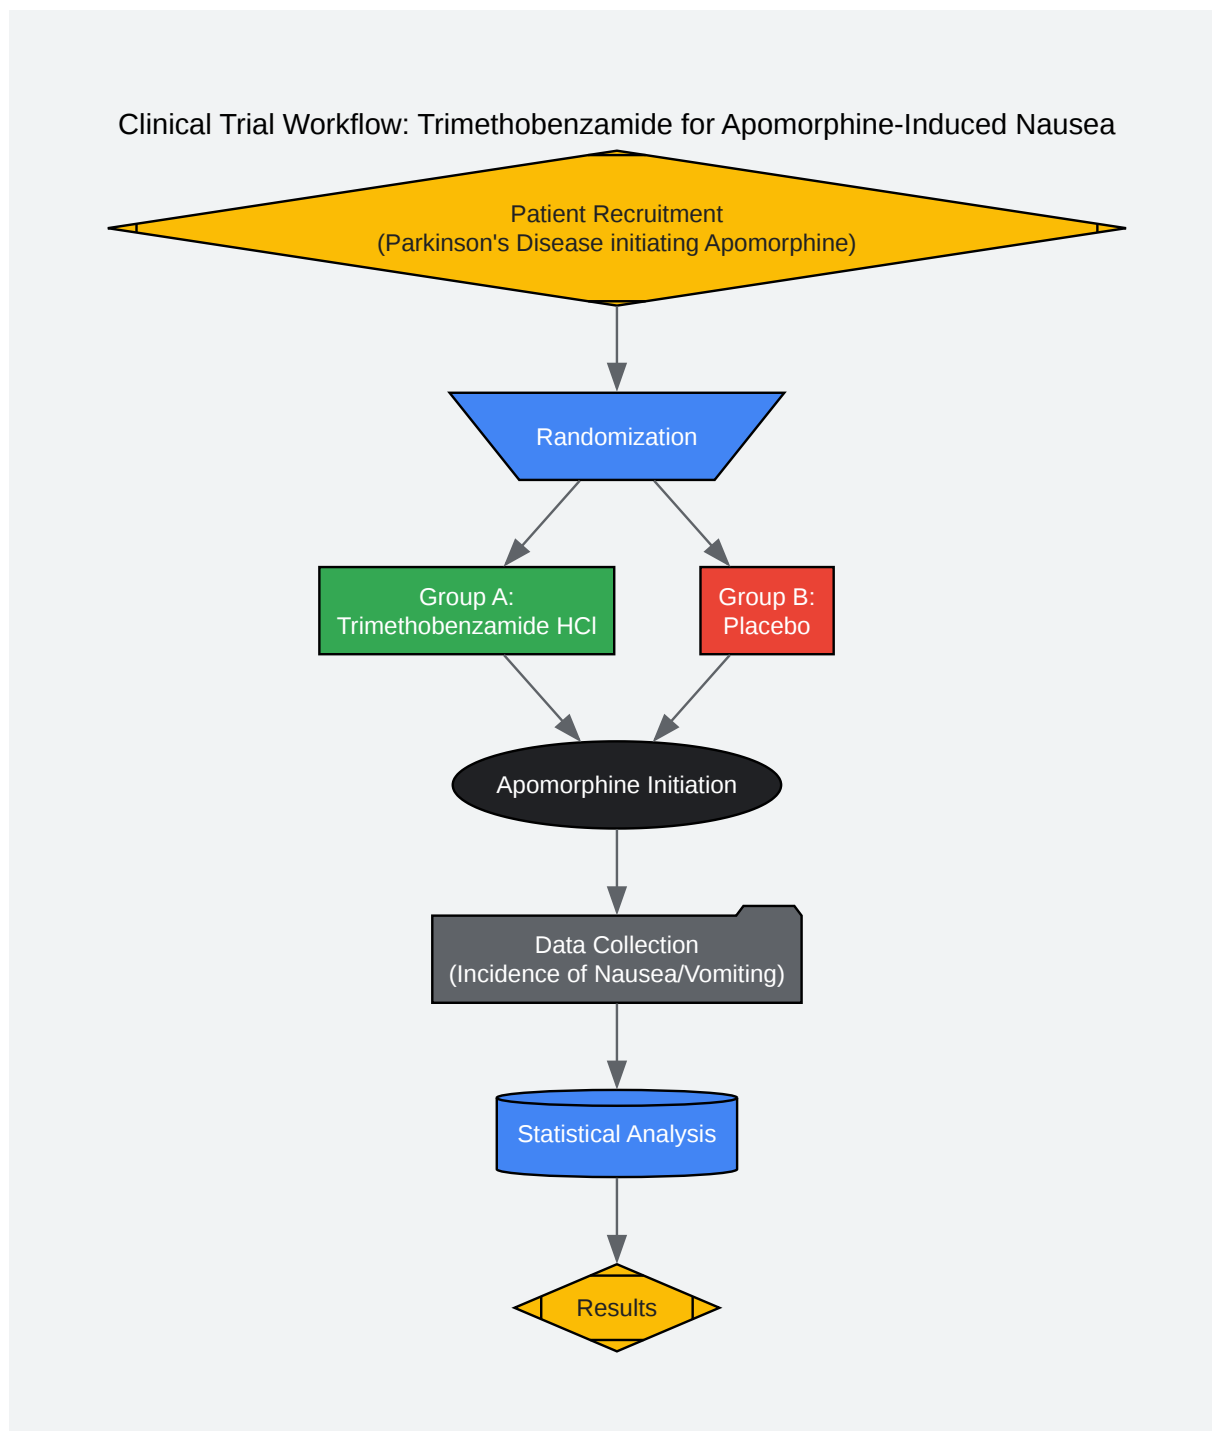 Clinical Trial Workflow: Trimethobenzamide for Apomorphine-Induced Nausea
Patient Recruitment
(Parkinson's Disease initiating Apomorphine)
Randomization
Group A:
Trimethobenzamide HCl
Group B:
Placebo
Apomorphine Initiation
Data Collection
(Incidence of Nausea/Vomiting)
Statistical Analysis
Results